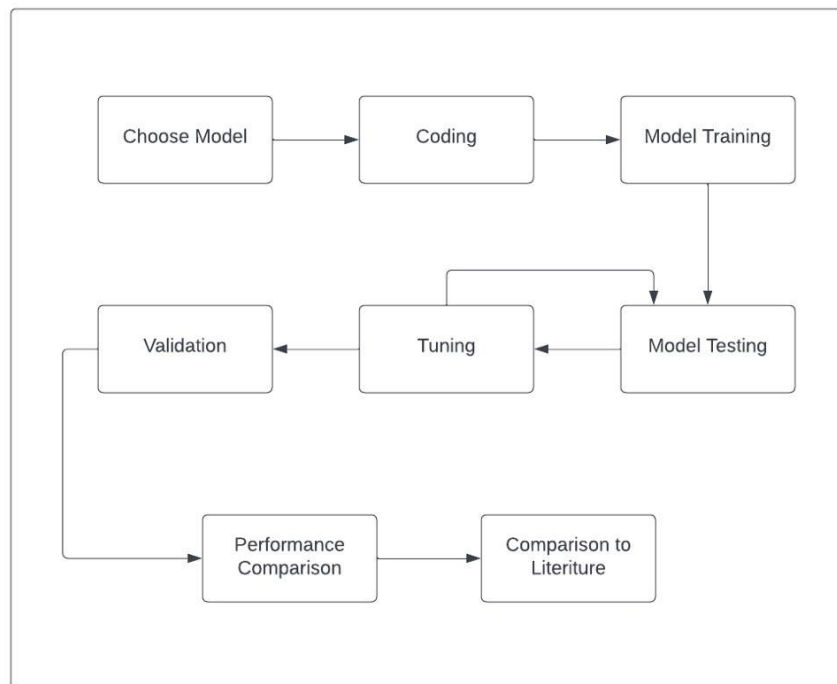 Choose Model
Coding
Model Training
Validation
Tuning
Model Testing
Performance
Comparison
Comparison to
Literiture